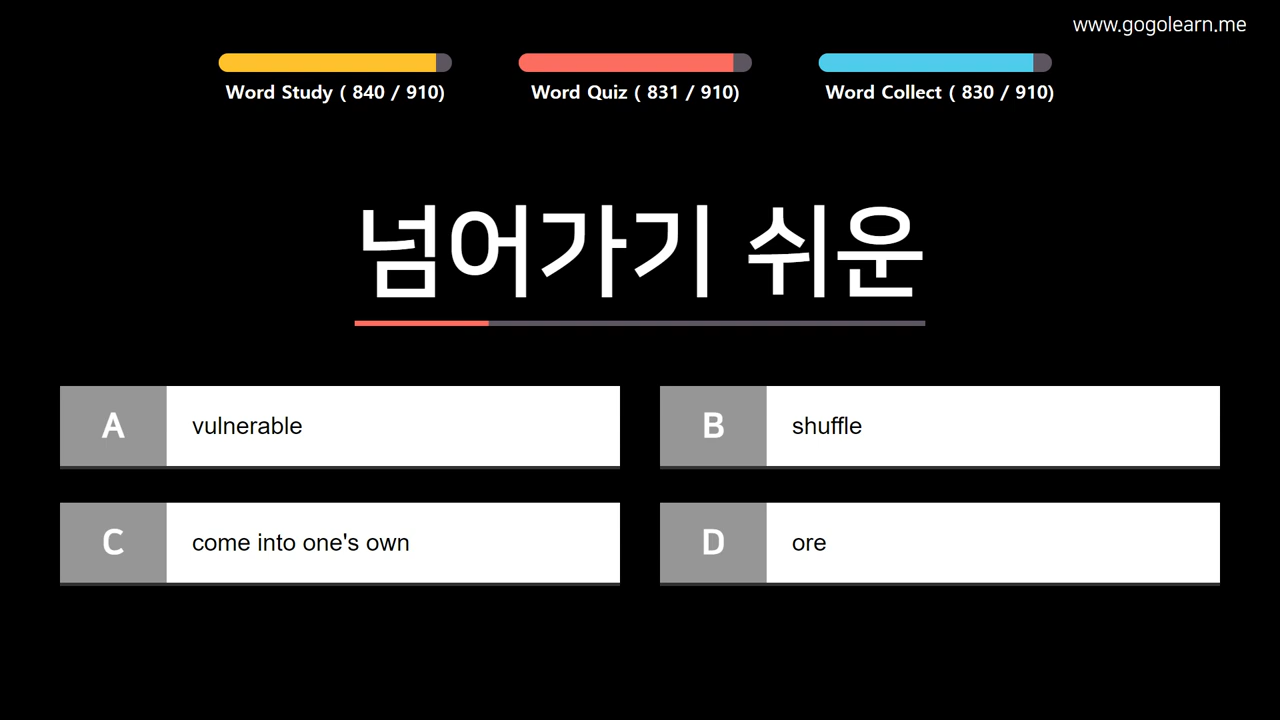 www.gogolearn.me
Word Study ( 840 / 910)
Word Quiz ( 831 / 910)
Word Collect ( 830 / 910)
넘어가기 쉬운
A vulnerable
B shuffle
C come into one's own
D ore